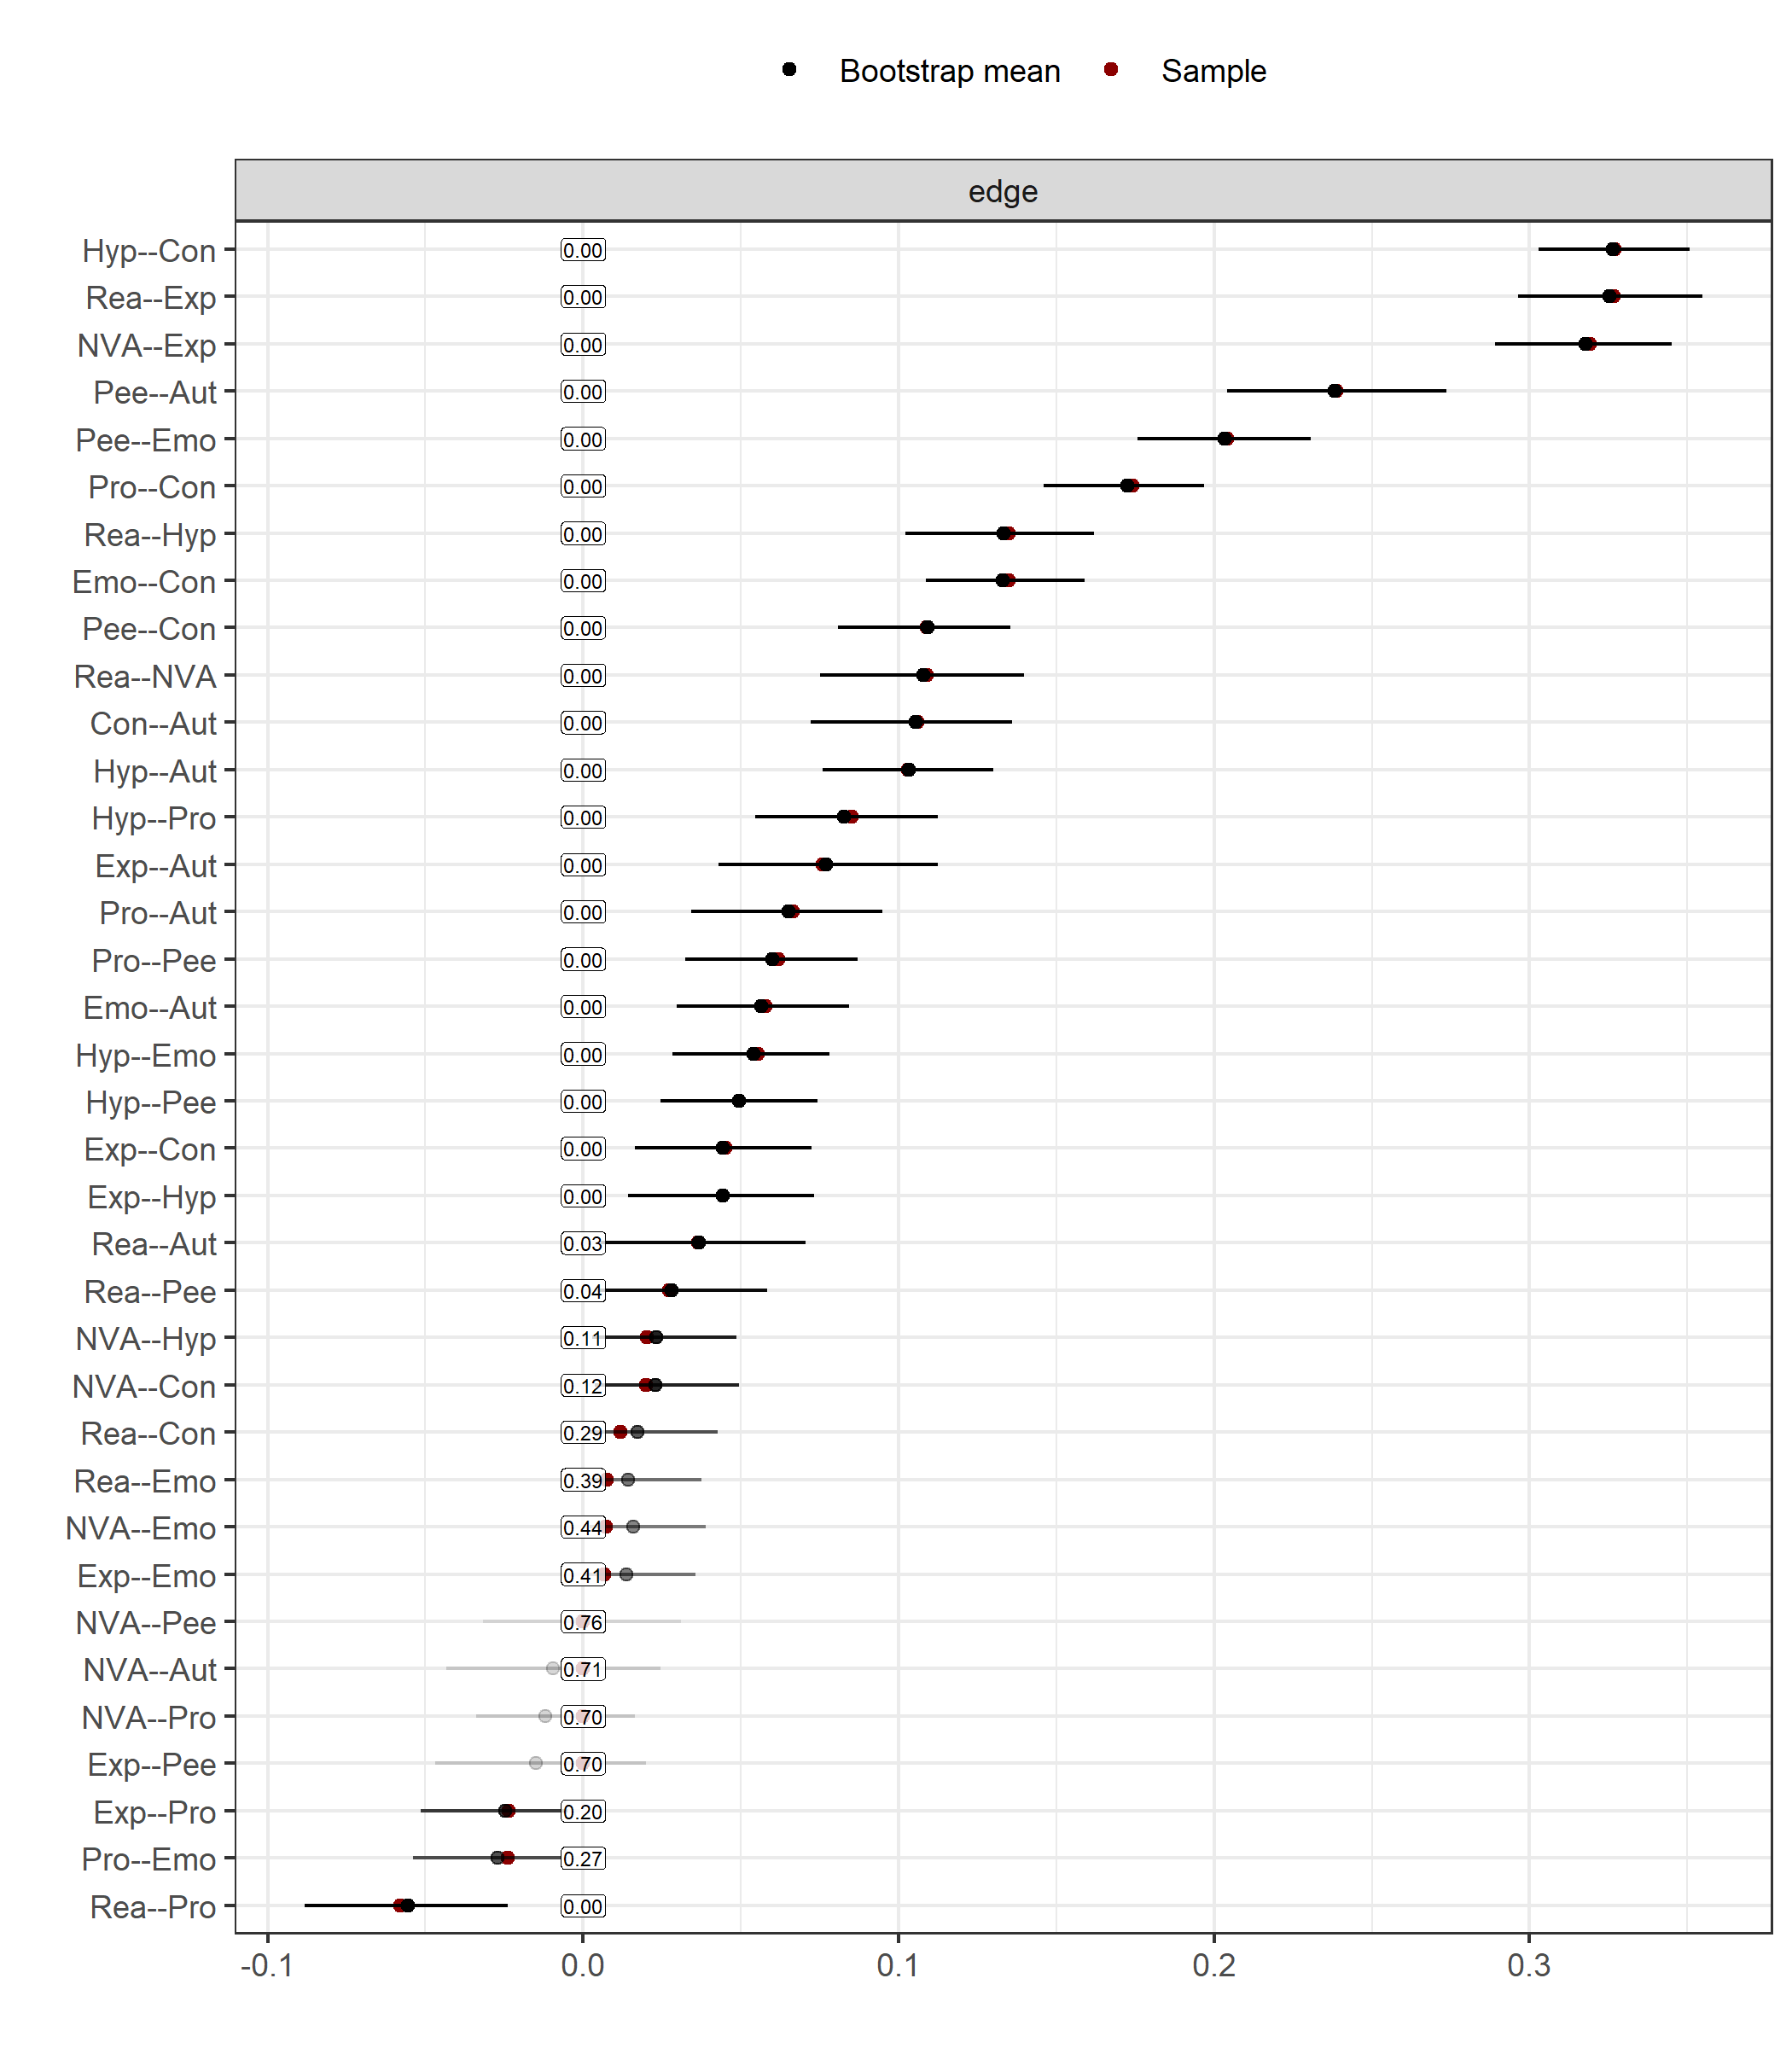 Bootstrap mean Sample
edge
Hyp--Con 0.00
Rea--Exp 0.00
NVA--Exp 0.00
Pee--Aut 0.00
Pee--Emo 0.00
Pro--Con 0.00
Rea--Hyp 0.00
Emo--Con 0.00
Pee--Con 0.00
Rea--NVA 0.00
Con--Aut 0.00
Hyp--Aut 0.00
Hyp--Pro 0.00
Exp--Aut 0.00
Pro--Aut 0.00
Pro--Pee 0.00
Emo--Aut 0.00
Hyp--Emo 0.00
Hyp--Pee 0.00
Exp--Con 0.00
Exp--Hyp 0.00
Rea--Aut 0.03
Rea--Pee 0.04
NVA--Hyp 0.11
NVA--Con 0.12
Rea--Con 0.29
Rea--Emo 0.39
NVA--Emo 0.44
Exp--Emo 0.41
NVA--Pee 0.76
NVA--Aut 0.71
NVA--Pro 0.70
Exp--Pee 0.70
Exp--Pro 0.20
Pro--Emo 0.27
Rea--Pro 0.00
-0.1 0.0 0.1 0.2 0.3